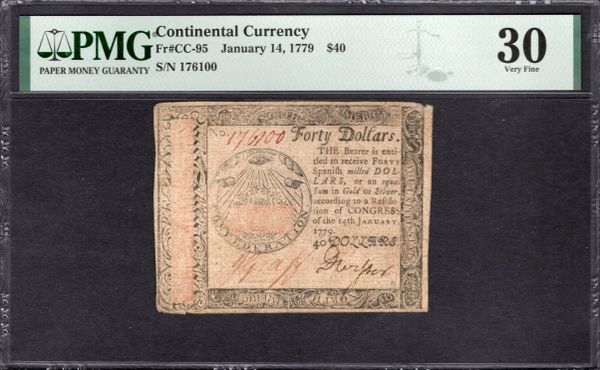 PMG
PAPER MONEY GUARANTY
Continental Currency
Fr#CC-95 January 14, 1779 $40
S/N 176100
30
Very Fine
No. 176100
Forty Dollars.
THE Bearer is enti-
tled to receive FORTY
Spanish milled DOL-
LARS, or an equal
Sum in Gold or Silver,
according to a Resolu-
tion of CONGRESS
of the 14th JANUARY,
1779.
40 DOLLARS